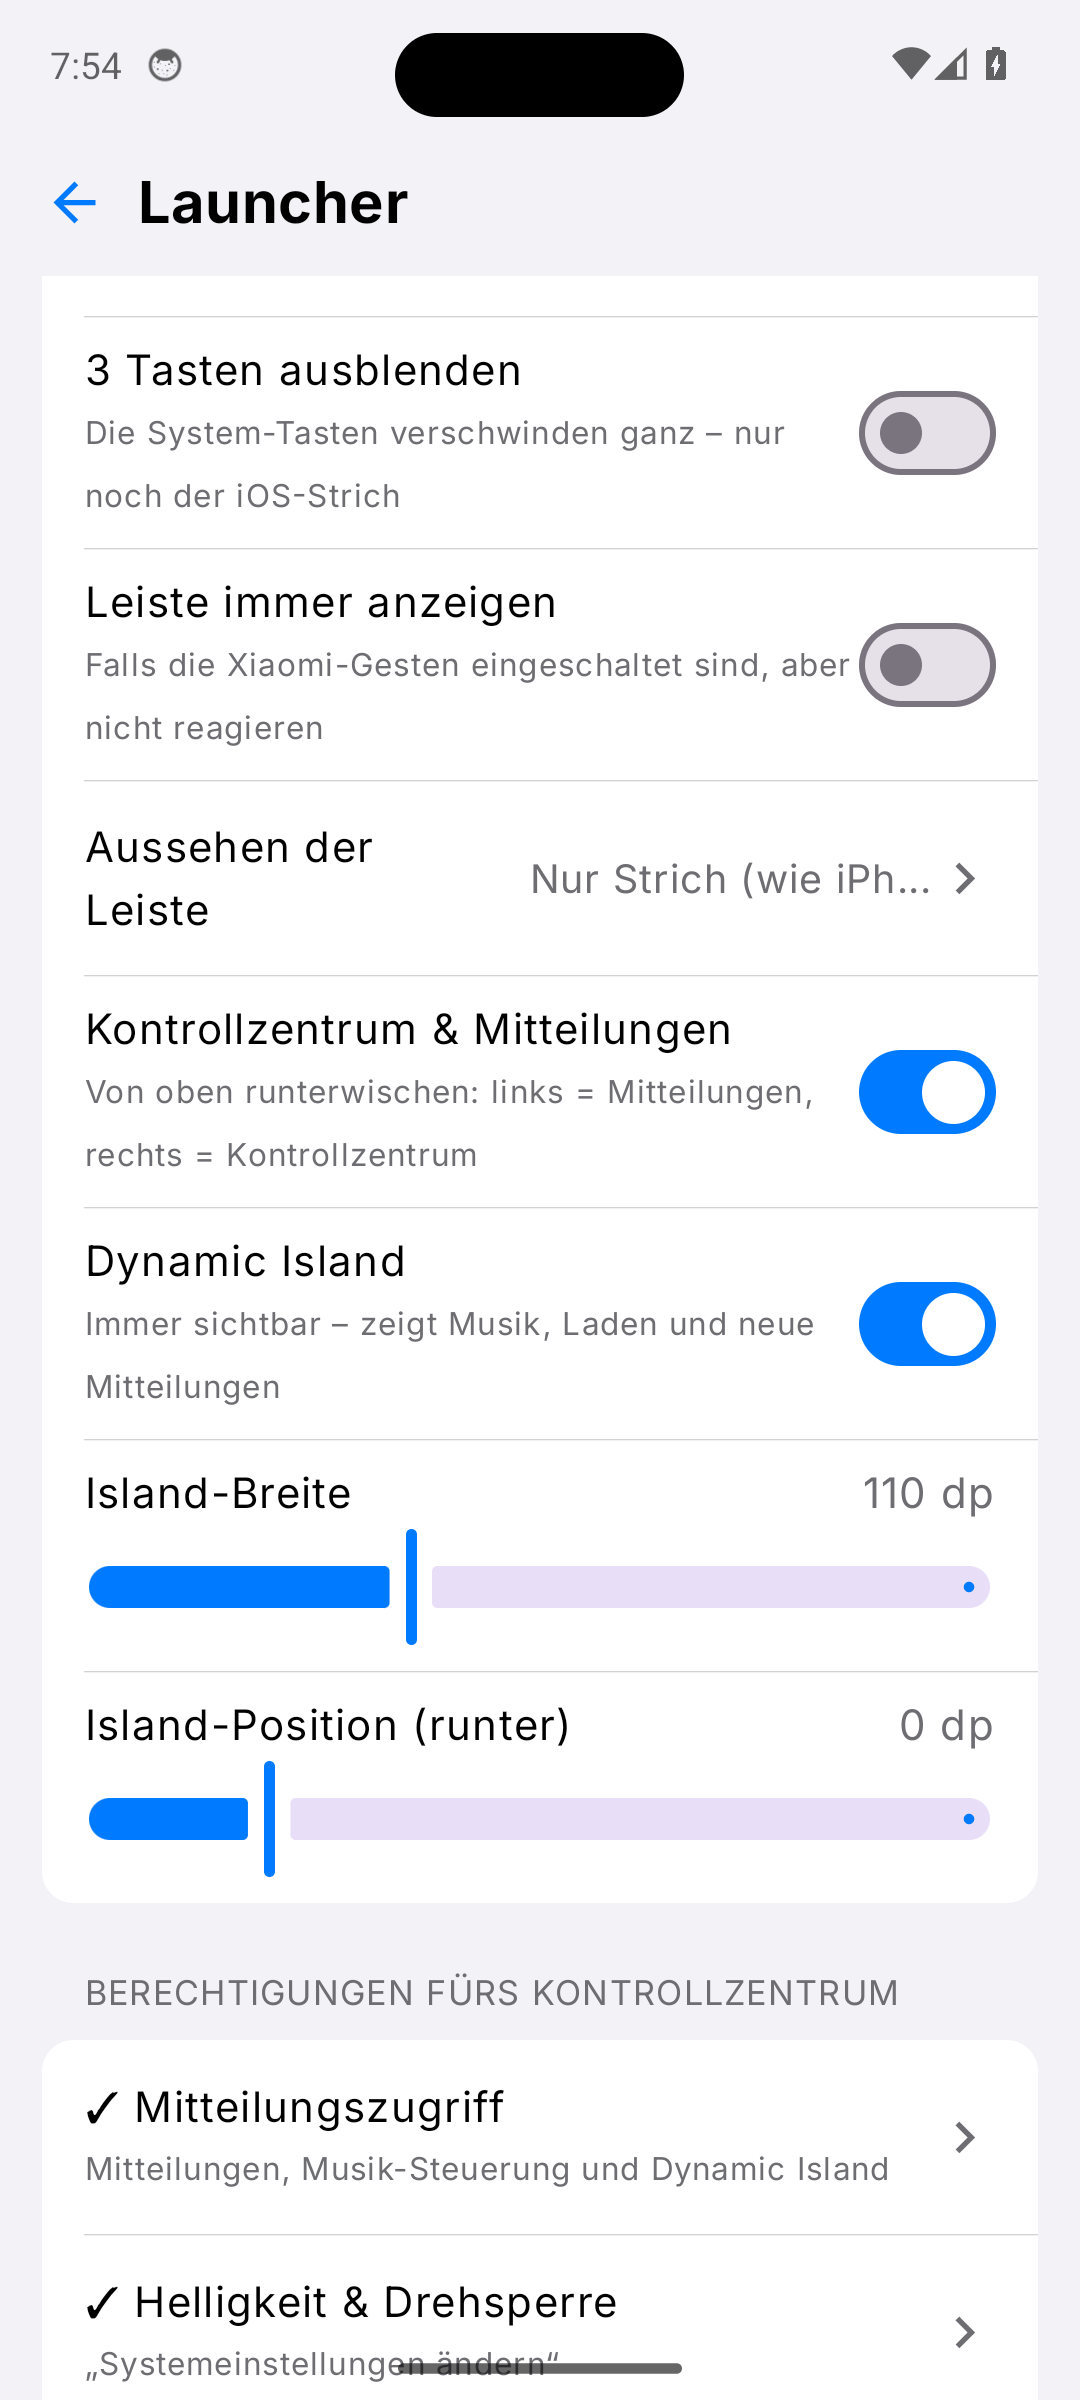 7:54
Launcher
3 Tasten ausblenden
Die System-Tasten verschwinden ganz – nur
noch der iOS-Strich
Leiste immer anzeigen
Falls die Xiaomi-Gesten eingeschaltet sind, aber
nicht reagieren
Aussehen der
Leiste
Nur Strich (wie iPh...
Kontrollzentrum & Mitteilungen
Von oben runterwischen: links = Mitteilungen,
rechts = Kontrollzentrum
Dynamic Island
Immer sichtbar – zeigt Musik, Laden und neue
Mitteilungen
Island-Breite
110 dp
Island-Position (runter)
0 dp
BERECHTIGUNGEN FÜRS KONTROLLZENTRUM
✓ Mitteilungszugriff
Mitteilungen, Musik-Steuerung und Dynamic Island
✓ Helligkeit & Drehsperre
„Systemeinstellungen ändern“